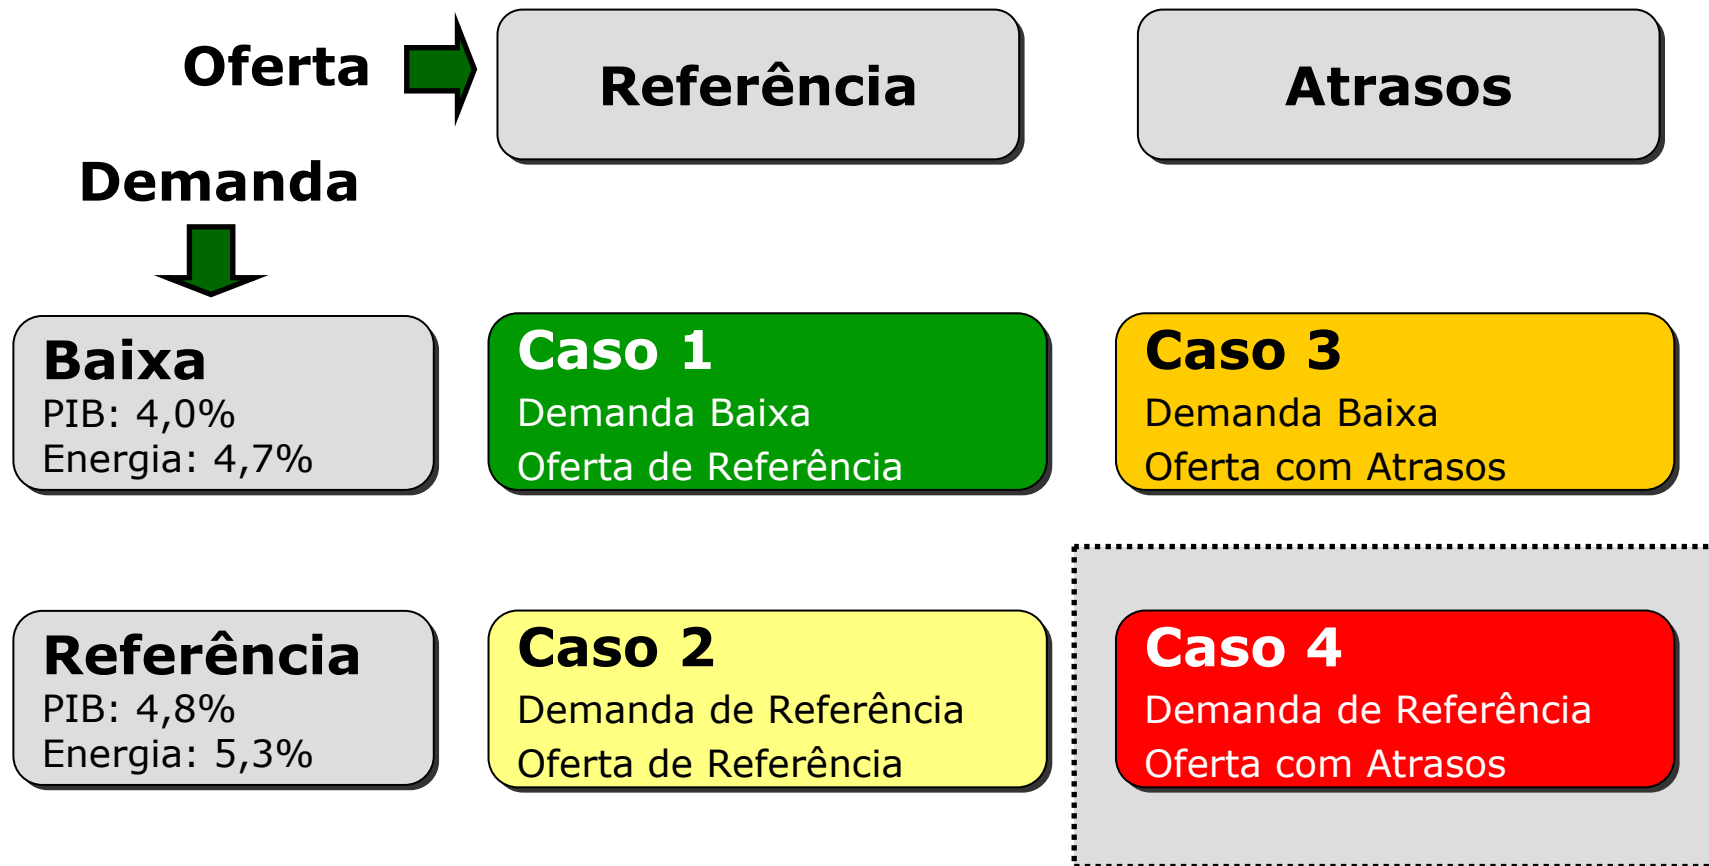 Oferta
Referência
Atrasos
Demanda
Baixa
PIB: 4,0%
Energia: 4,7%
Caso 1
Demanda Baixa
Oferta de Referência
Caso 3
Demanda Baixa
Oferta com Atrasos
Referência
PIB: 4,8%
Energia: 5,3%
Caso 2
Demanda de Referência
Oferta de Referência
Caso 4
Demanda de Referência
Oferta com Atrasos